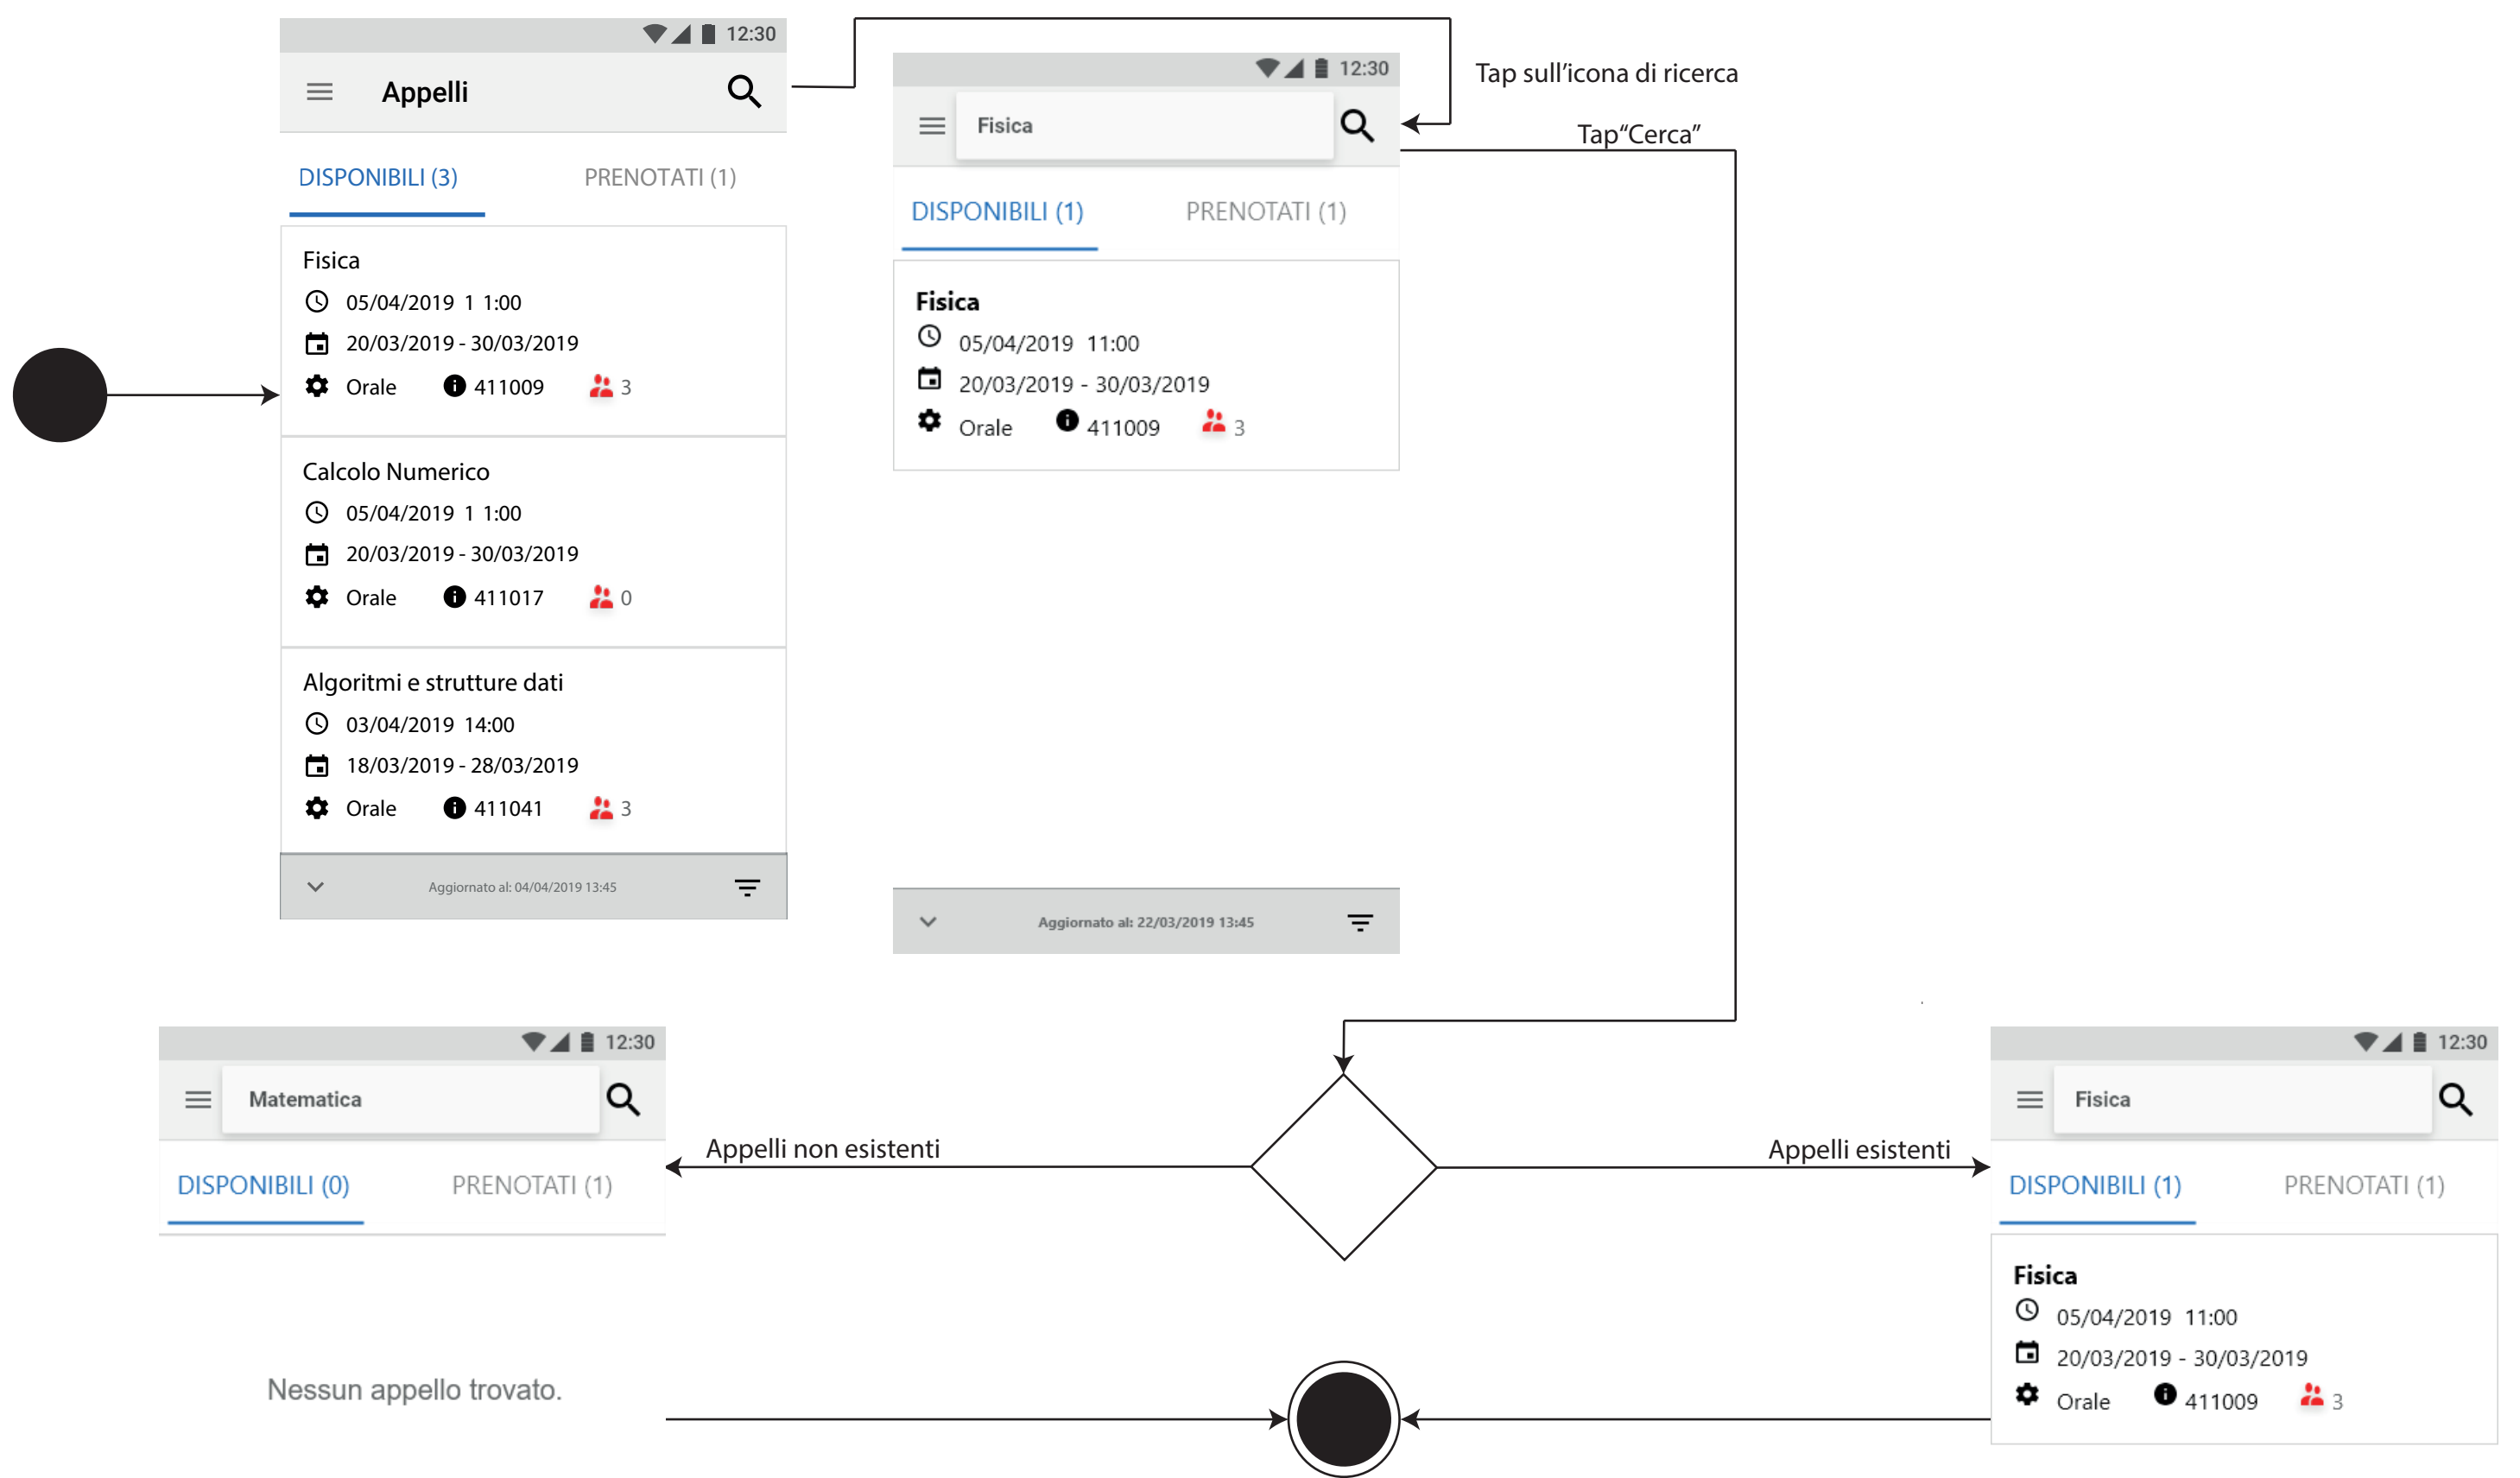 12:30
Appelli
DISPONIBILI (3) PRENOTATI (1)
Fisica
05/04/2019 1 1:00
20/03/2019 - 30/03/2019
Orale 411009 3
Calcolo Numerico
05/04/2019 1 1:00
20/03/2019 - 30/03/2019
Orale 411017 0
Algoritmi e strutture dati
03/04/2019 14:00
18/03/2019 - 28/03/2019
Orale 411041 3
Aggiornato al: 04/04/2019 13:45
12:30
Fisica
DISPONIBILI (1) PRENOTATI (1)
Fisica
05/04/2019 11:00
20/03/2019 - 30/03/2019
Orale 411009 3
Aggiornato al: 22/03/2019 13:45
Tap sull'icona di ricerca
Tap"Cerca"
12:30
Matematica
DISPONIBILI (0) PRENOTATI (1)
Nessun appello trovato.
Appelli non esistenti
Appelli esistenti
12:30
Fisica
DISPONIBILI (1) PRENOTATI (1)
Fisica
05/04/2019 11:00
20/03/2019 - 30/03/2019
Orale 411009 3